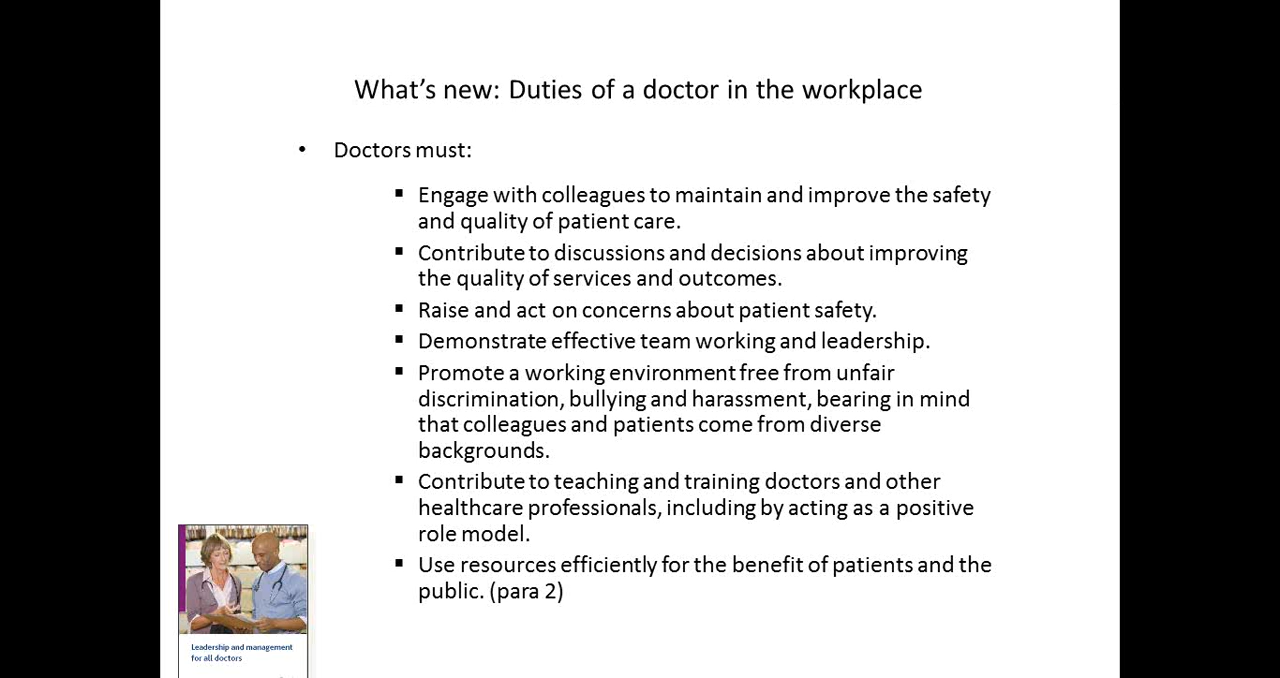 What's new: Duties of a doctor in the workplace
• Doctors must:
▪ Engage with colleagues to maintain and improve the safety
and quality of patient care.
▪ Contribute to discussions and decisions about improving
the quality of services and outcomes.
▪ Raise and act on concerns about patient safety.
▪ Demonstrate effective team working and leadership.
▪ Promote a working environment free from unfair
discrimination, bullying and harassment, bearing in mind
that colleagues and patients come from diverse
backgrounds.
▪ Contribute to teaching and training doctors and other
healthcare professionals, including by acting as a positive
role model.
▪ Use resources efficiently for the benefit of patients and the
public. (para 2)
Leadership and management
for all doctors